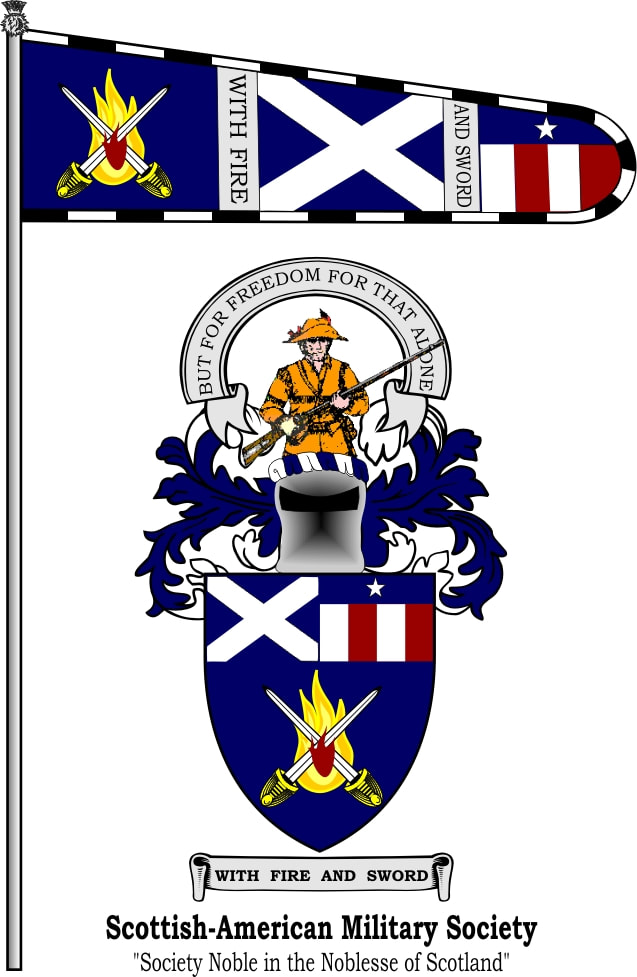 WITH FIRE
AND SWORD
BUT FOR FREEDOM FOR THAT ALONE
WITH FIRE AND SWORD
Scottish-American Military Society
"Society Noble in the Noblesse of Scotland"